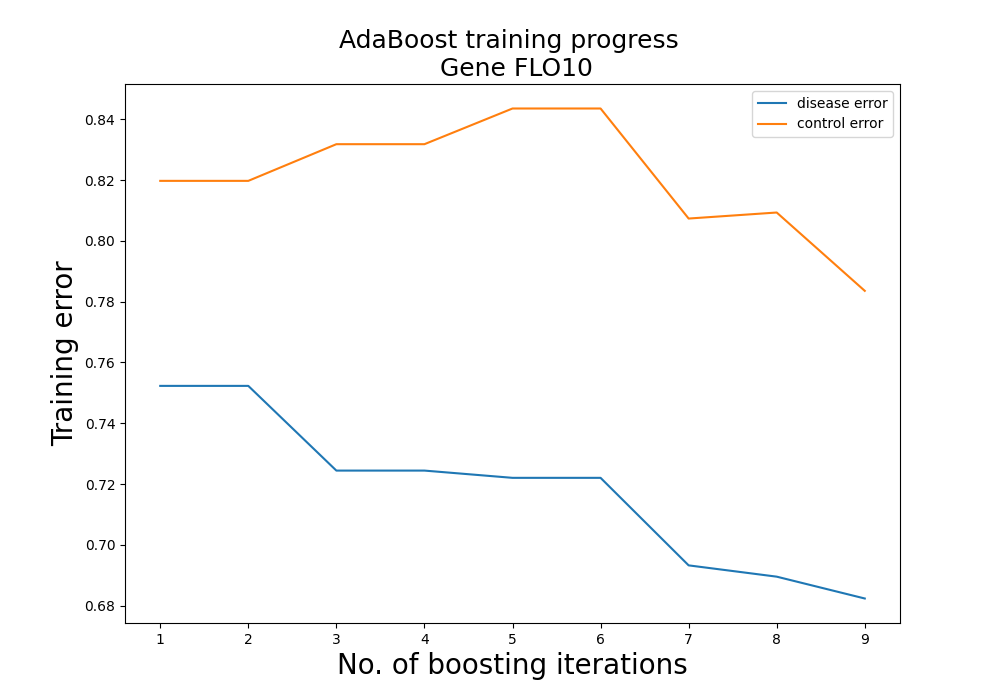 AdaBoost training progress
Gene FLO10
disease error
control error
Training error
0.84
0.82
0.80
0.78
0.76
0.74
0.72
0.70
0.68
1 2 3 4 5 6 7 8 9
No. of boosting iterations